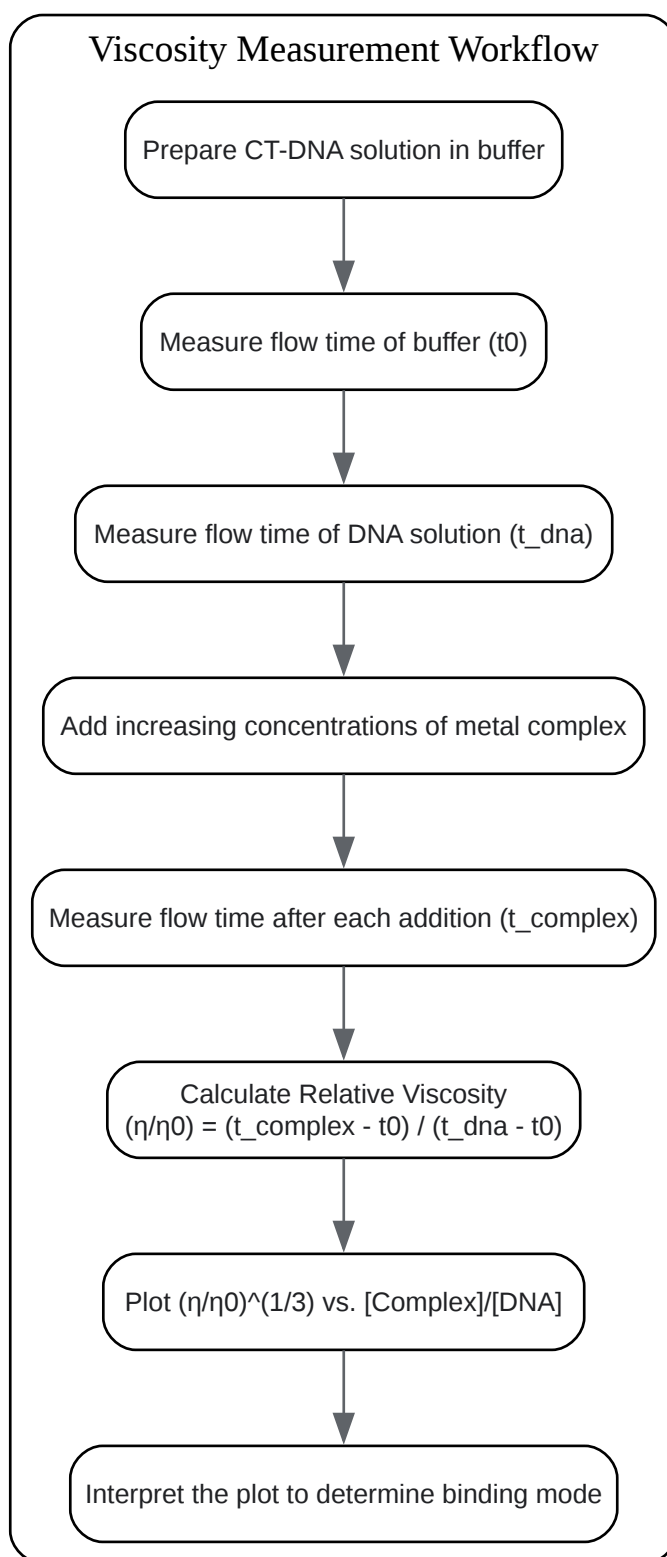 Viscosity Measurement Workflow
Prepare CT-DNA solution in buffer
Measure flow time of buffer (t0)
Measure flow time of DNA solution (t_dna)
Add increasing concentrations of metal complex
Measure flow time after each addition (t_complex)
Calculate Relative Viscosity
(η/η0) = (t_complex - t0) / (t_dna - t0)
Plot (η/η0)^(1/3) vs. [Complex]/[DNA]
Interpret the plot to determine binding mode